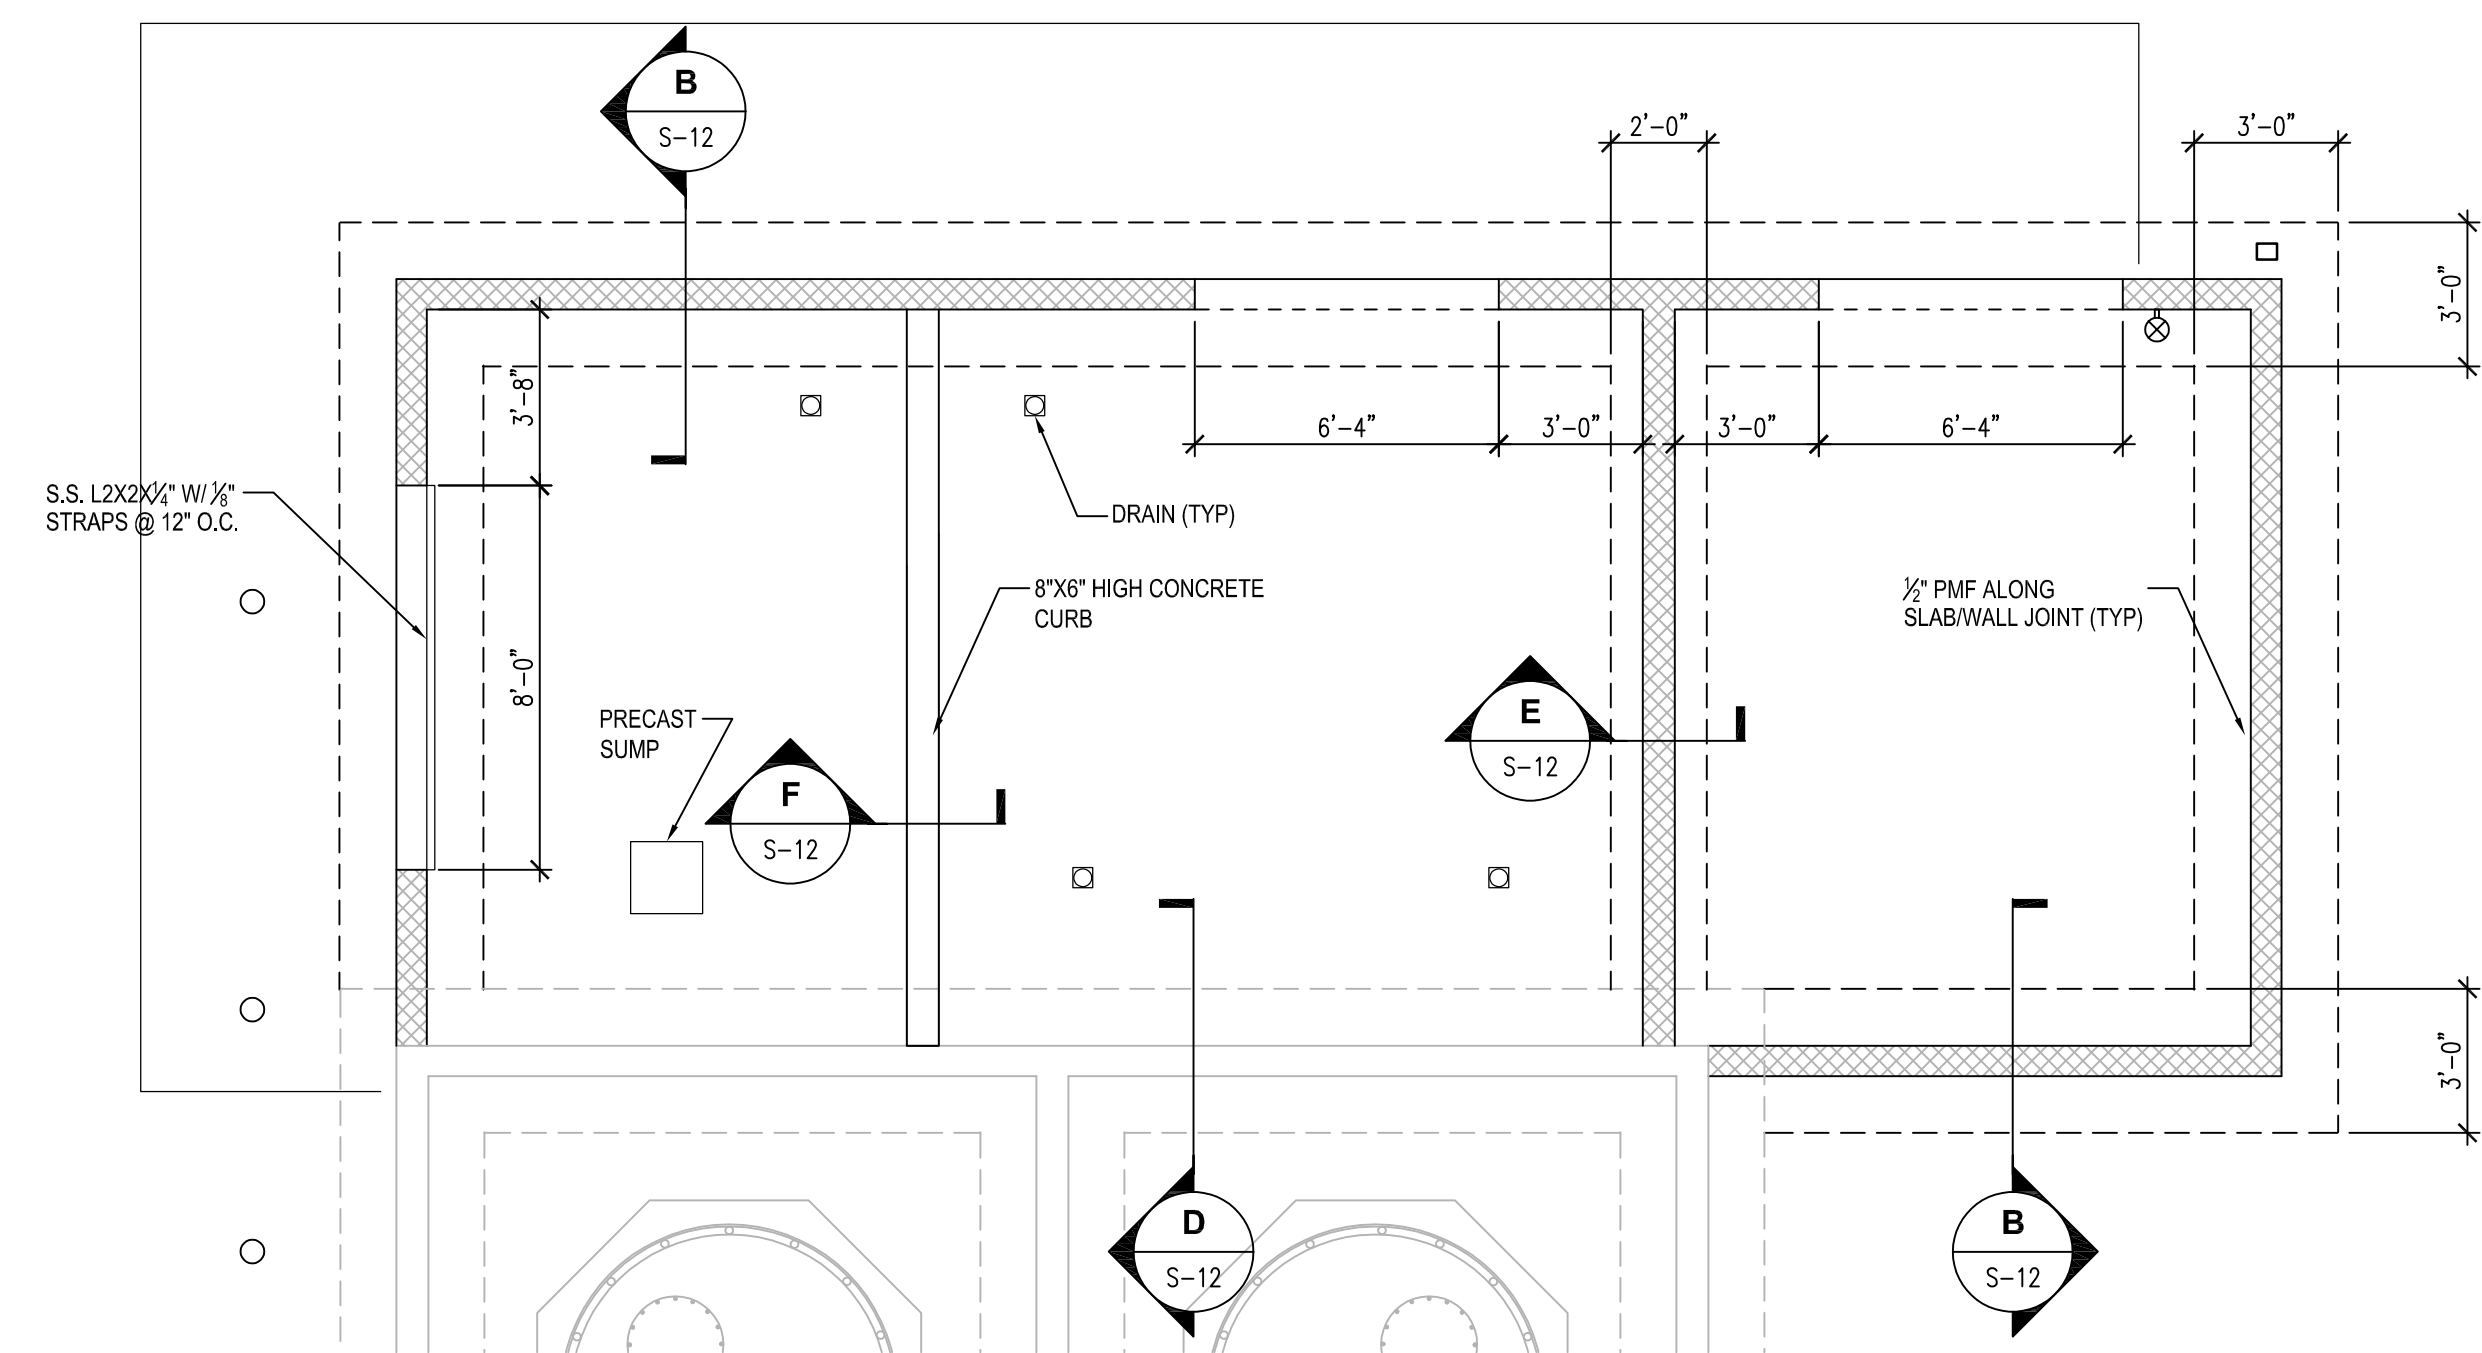 B
S-12
2'-0"
3'-0"
3'-0"
3'-8"
6'-4"
3'-0"
3'-0"
6'-4"
S.S. L2X2X1/4" W/ 1/8"
STRAPS @ 12" O.C.
DRAIN (TYP)
8"X6" HIGH CONCRETE
CURB
1/2" PMF ALONG
SLAB/WALL JOINT (TYP)
8'-0"
PRECAST
SUMP
E
S-12
F
S-12
3'-0"
D
S-12
B
S-12